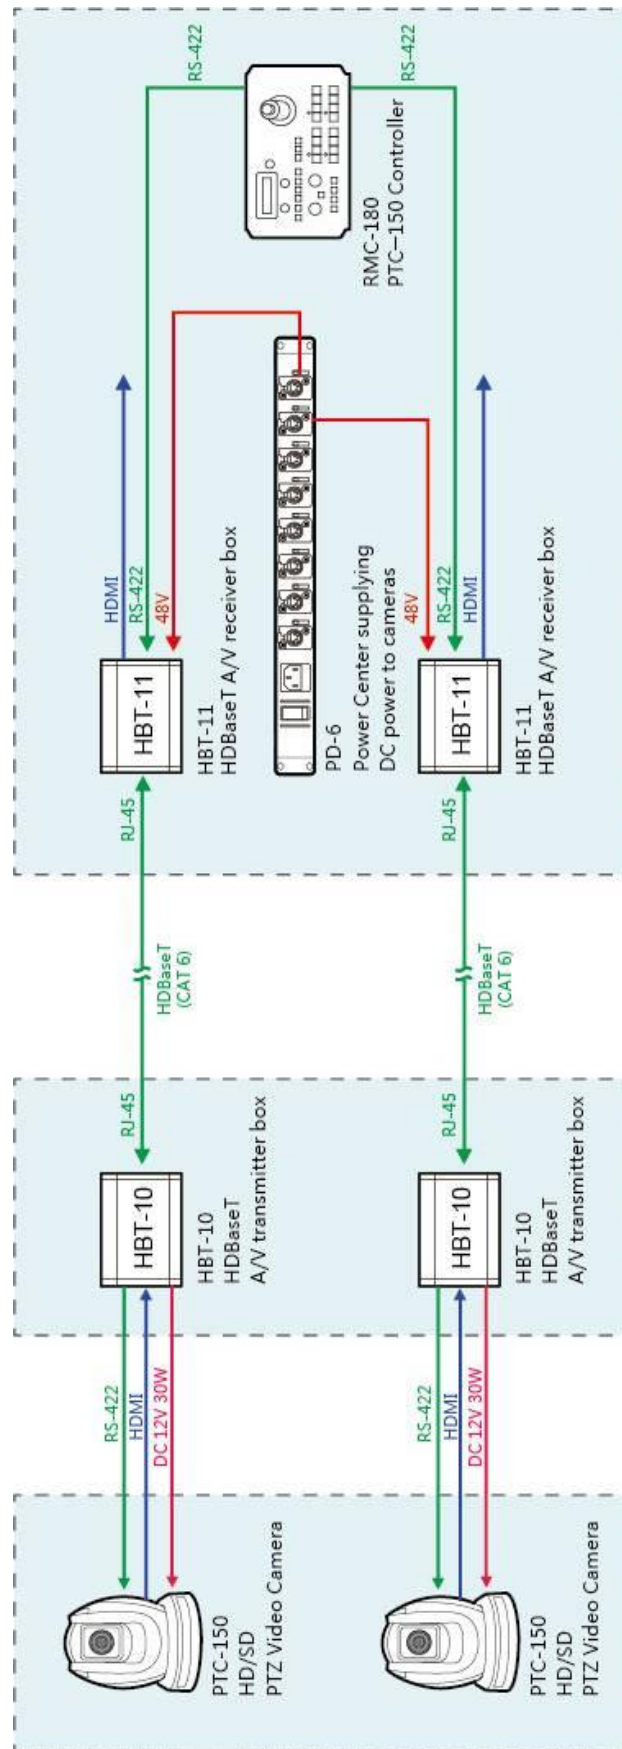 PTC-150
HD/SD
PTZ Video Camera
RS-422
HDMI
DC 12V 30W
HBT-10
HBT-10
HDBaseT
A/V transmitter box
RJ-45
HDBaseT
(CAT 6)
RJ-45
HBT-11
HBT-11
HDBaseT A/V receiver box
HDMI
RS-422
48V
RS-422
PD-6
Power Center supplying
DC power to cameras
RMC-180
PTC−150 Controller
PTC-150
HD/SD
PTZ Video Camera
RS-422
HDMI
DC 12V 30W
HBT-10
HBT-10
HDBaseT
A/V transmitter box
RJ-45
HDBaseT
(CAT 6)
RJ-45
HBT-11
HBT-11
HDBaseT A/V receiver box
48V
RS-422
HDMI
RS-422